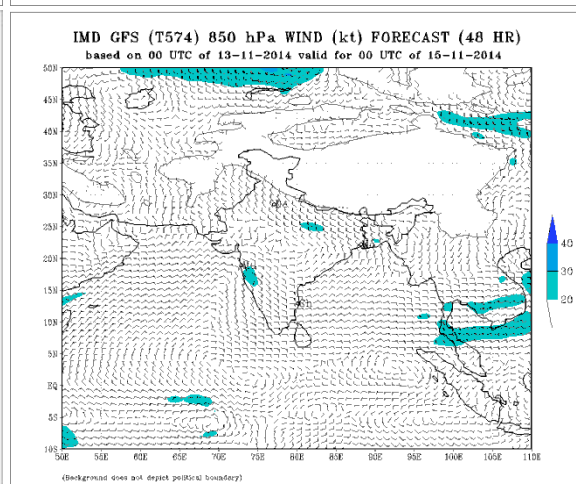 IMD GFS (T574) 850 hPa WIND (kt) FORECAST (48 HR)
based on 00 UTC of 13-11-2014 valid for 00 UTC of 15-11-2014
50N
45N
40N
35N
30N
25N
20N
15N
10N
5N
EQ
5S
10S
50E 55E 60E 65E 70E 75E 80E 85E 90E 95E 100E 105E 110E
40
30
20
(Background does not depict political boundary)